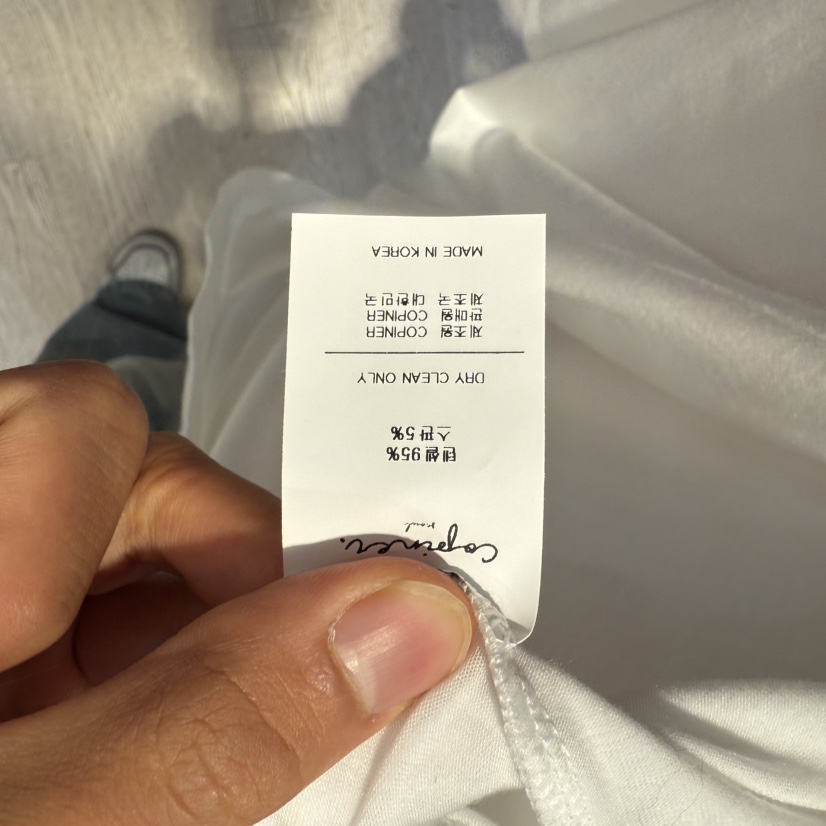 Copiner.
seoul
텐셀 95%
스판 5%
DRY CLEAN ONLY
제조원 COPINER
판매원 COPINER
제조국 대한민국
MADE IN KOREA